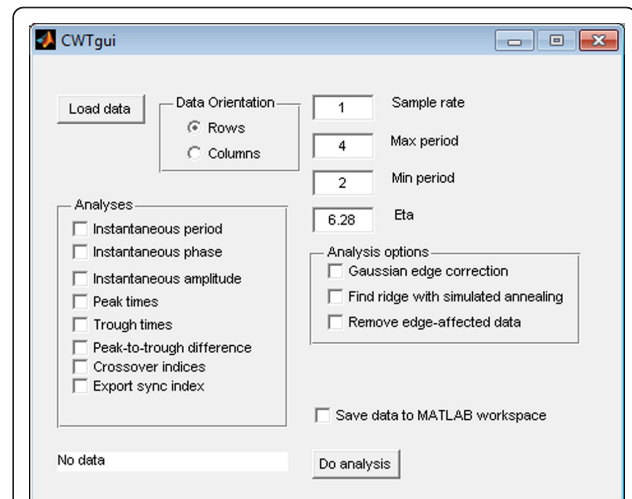 CWTgui
Load data
Data Orientation
Rows
Columns
1 Sample rate
4 Max period
2 Min period
6.28 Eta
Analyses
Instantaneous period
Instantaneous phase
Instantaneous amplitude
Peak times
Trough times
Peak-to-trough difference
Crossover indices
Export sync index
Analysis options
Gaussian edge correction
Find ridge with simulated annealing
Remove edge-affected data
Save data to MATLAB workspace
No data
Do analysis